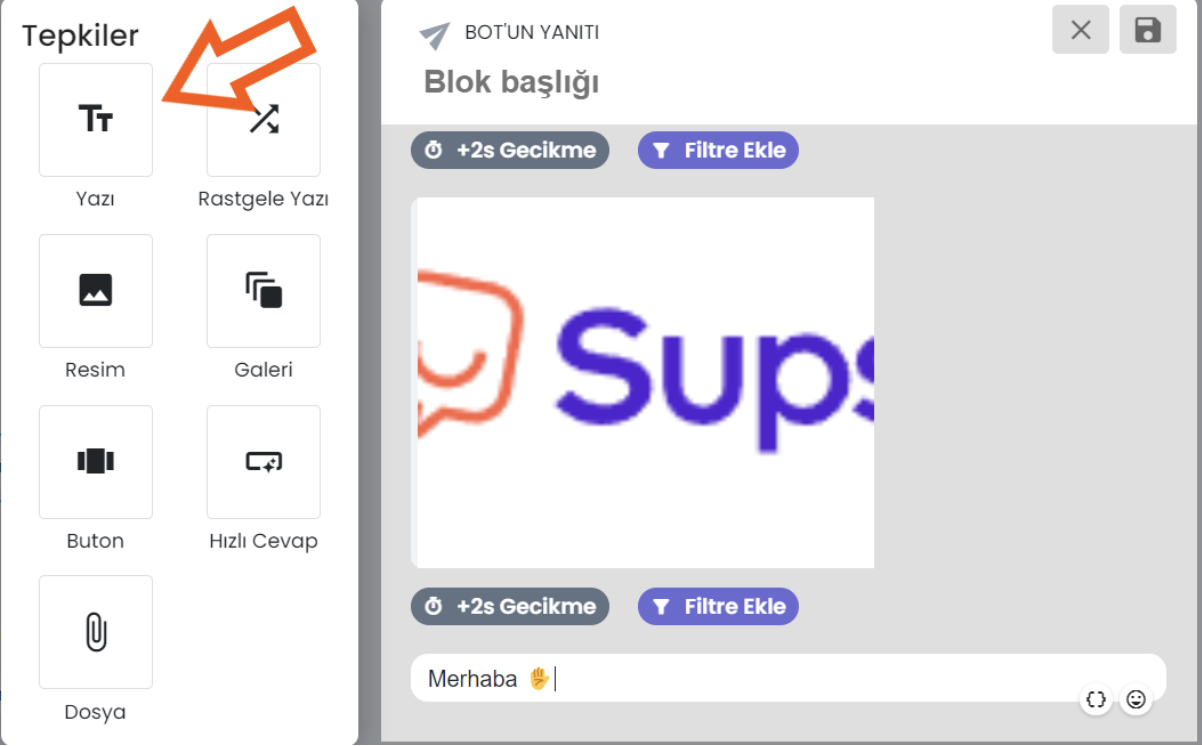 Tepkiler
Yazı
Rastgele Yazı
Resim
Galeri
Buton
Hızlı Cevap
Dosya
BOT'UN YANITI
Blok başlığı
+2s Gecikme
Filtre Ekle
Sups
+2s Gecikme
Filtre Ekle
Merhaba ✋